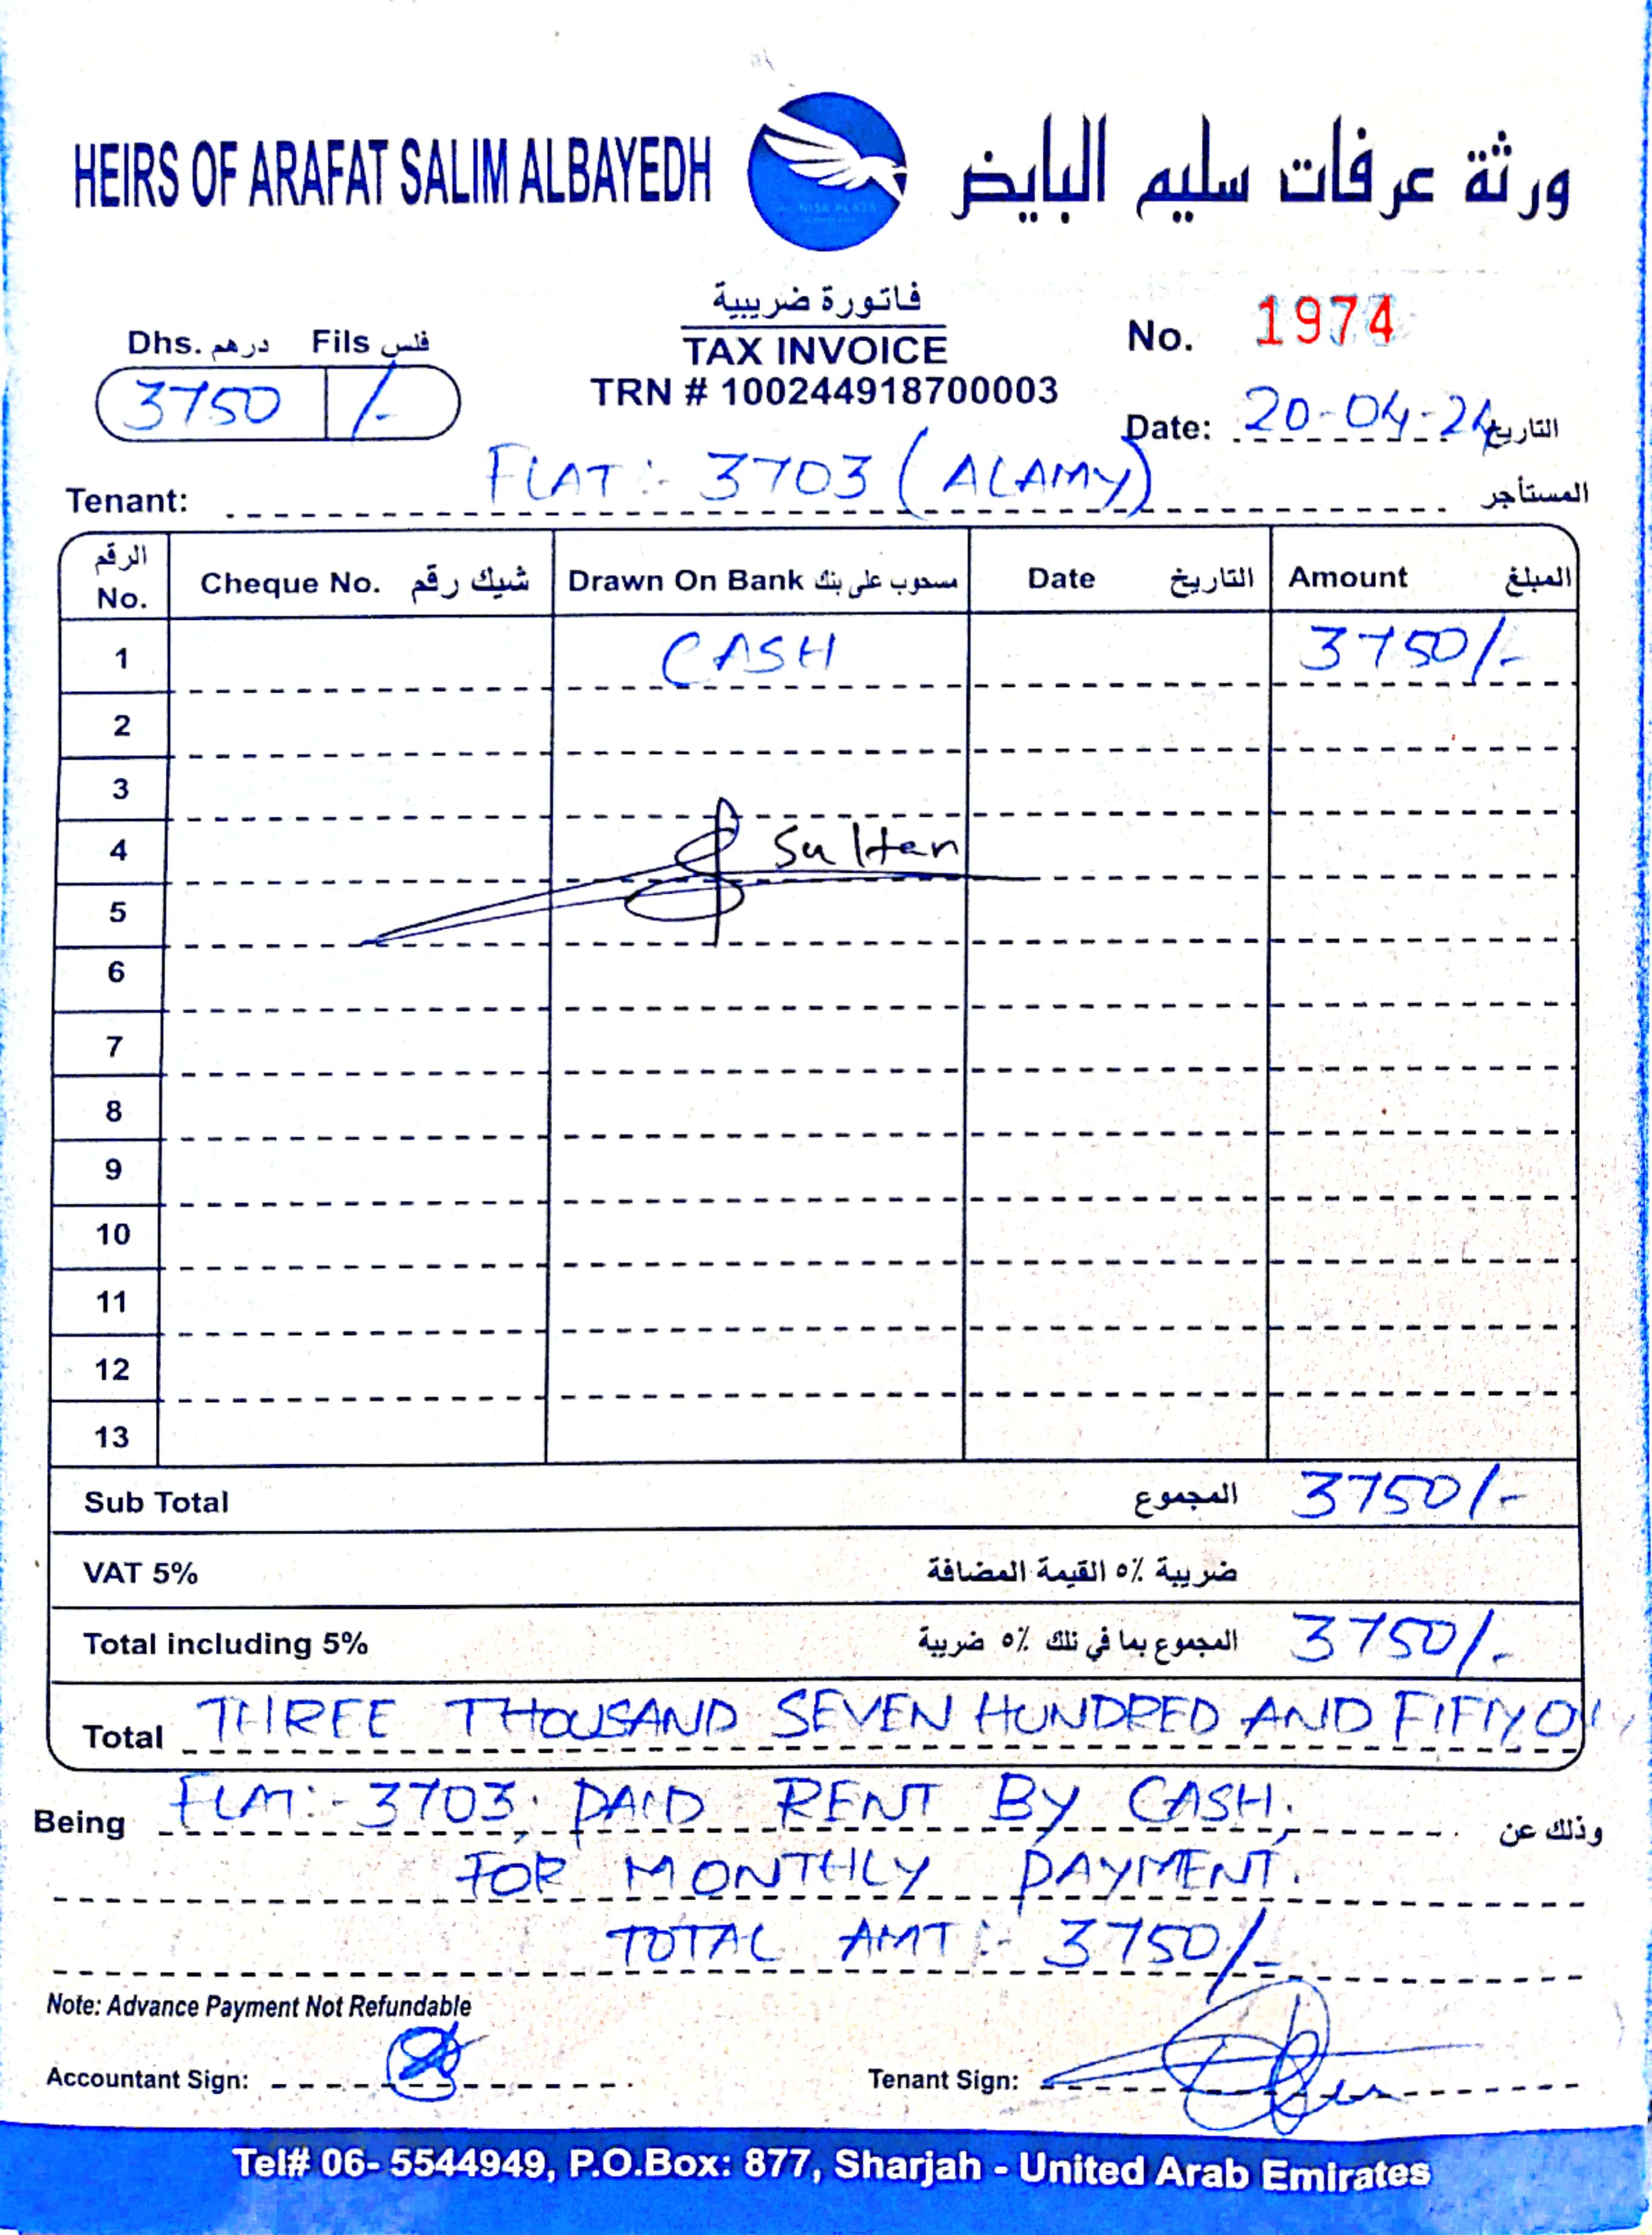 HEIRS OF ARAFAT SALIM ALBAYEDH ورثة عرفات سليم البايض
فاتورة ضريبية
TAX INVOICE
TRN # 100244918700003
Dhs. درهم Fils فلس
3750 /-
No. 1974
Date: 20-04-24 التاريخ
Tenant: FLAT:- 3703 (ALAMY) المستأجر
الرقم No. Cheque No. شيك رقم Drawn On Bank مسحوب على بنك Date التاريخ Amount المبلغ
1 CASH 3750/-
2
3
4 Sultan
5
6
7
8
9
10
11
12
13
Sub Total المجموع 3750/-
VAT 5% ضريبة ٥٪ القيمة المضافة
Total including 5% المجموع بما في ذلك ٥٪ ضريبة 3750/-
Total THREE THOUSAND SEVEN HUNDRED AND FIFTY
Being FLAT:- 3703, PAID RENT BY CASH, وذلك عن
FOR MONTHLY PAYMENT.
TOTAL AMT:- 3750/-
Note: Advance Payment Not Refundable
Accountant Sign: Tenant Sign:
Tel# 06- 5544949, P.O.Box: 877, Sharjah - United Arab Emirates